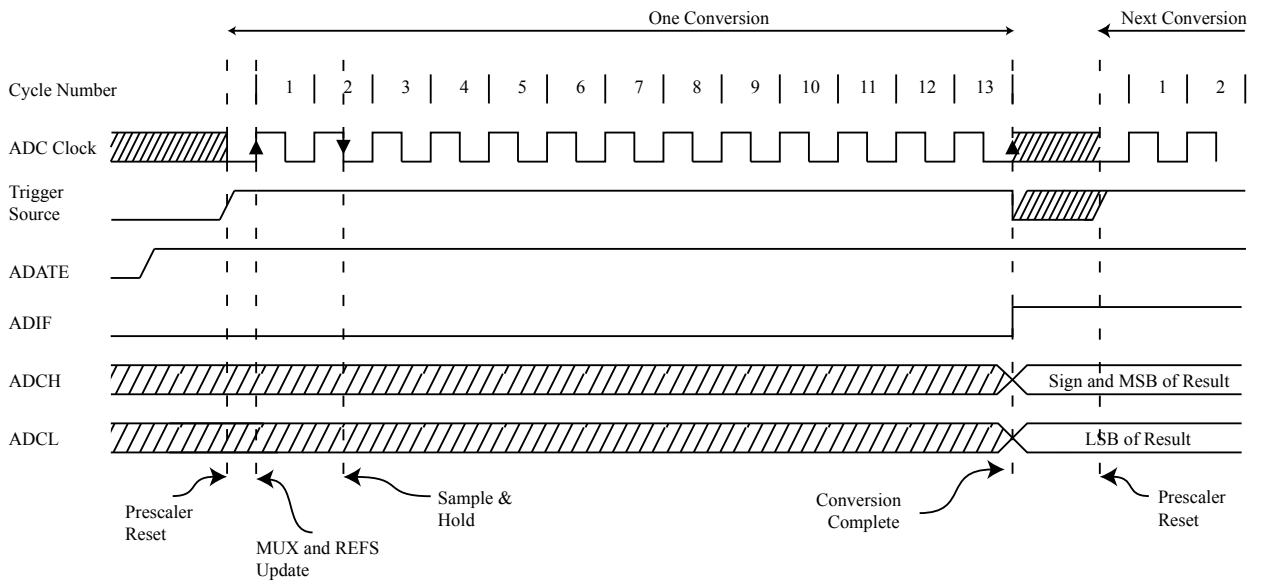 One Conversion
Next Conversion
Cycle Number
1 2 3 4 5 6 7 8 9 10 11 12 13 1 2
ADC Clock
Trigger
Source
ADATE
ADIF
ADCH
Sign and MSB of Result
ADCL
LSB of Result
Prescaler
Reset
MUX and REFS
Update
Sample &
Hold
Conversion
Complete
Prescaler
Reset